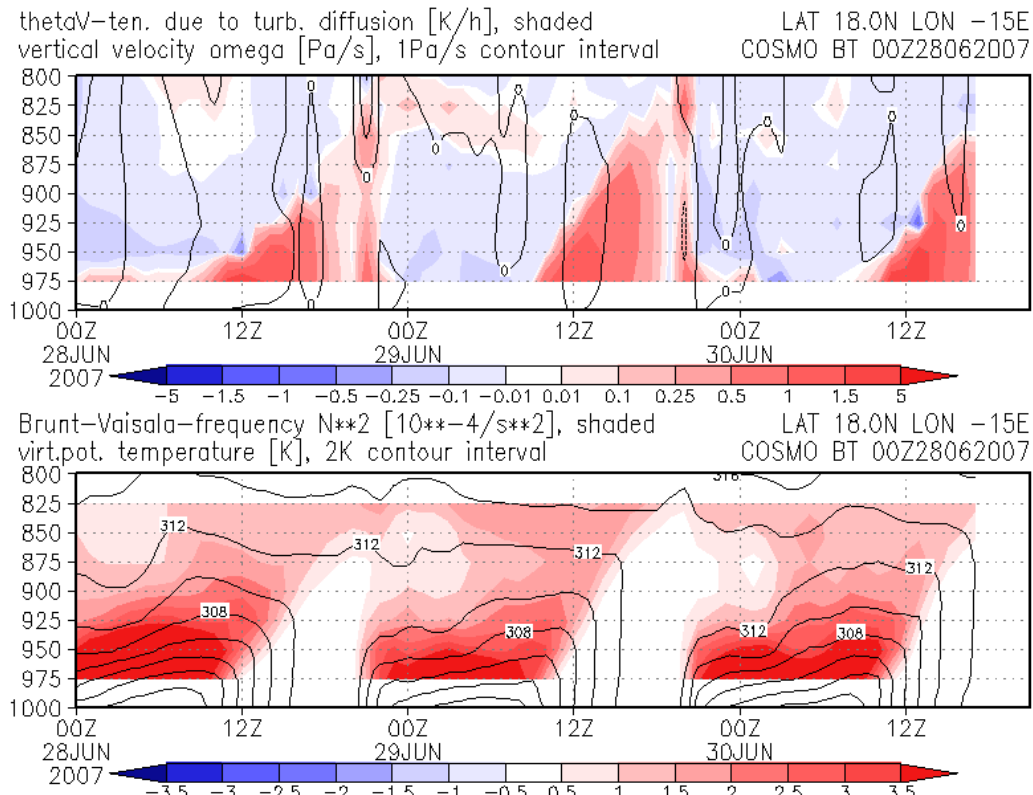 thetaV-ten. due to turb. diffusion [K/h], shaded LAT 18.0N LON -15E
vertical velocity omega [Pa/s], 1Pa/s contour interval COSMO BT 00Z28062007
800
825 0 0
850 0 0 0 0
875 0
900 0
925 0
950 0
975 0
1000 0 0 0
00Z 12Z 00Z 12Z 00Z 12Z
28JUN 29JUN 30JUN
2007
-5 -1.5 -1 -0.5 -0.25 -0.1 -0.01 0.01 0.1 0.25 0.5 1 1.5 5
Brunt-Vaisala-frequency N**2 [10**-4/s**2], shaded LAT 18.0N LON -15E
virt.pot. temperature [K], 2K contour interval COSMO BT 00Z28062007
800 316
825
850 312
875 312 312 312
900
925 308 308 312 308
950
975
1000
00Z 12Z 00Z 12Z 00Z 12Z
28JUN 29JUN 30JUN
2007
-3.5 -3 -2.5 -2 -1.5 -1 -0.5 0.5 1 1.5 2 2.5 3 3.5